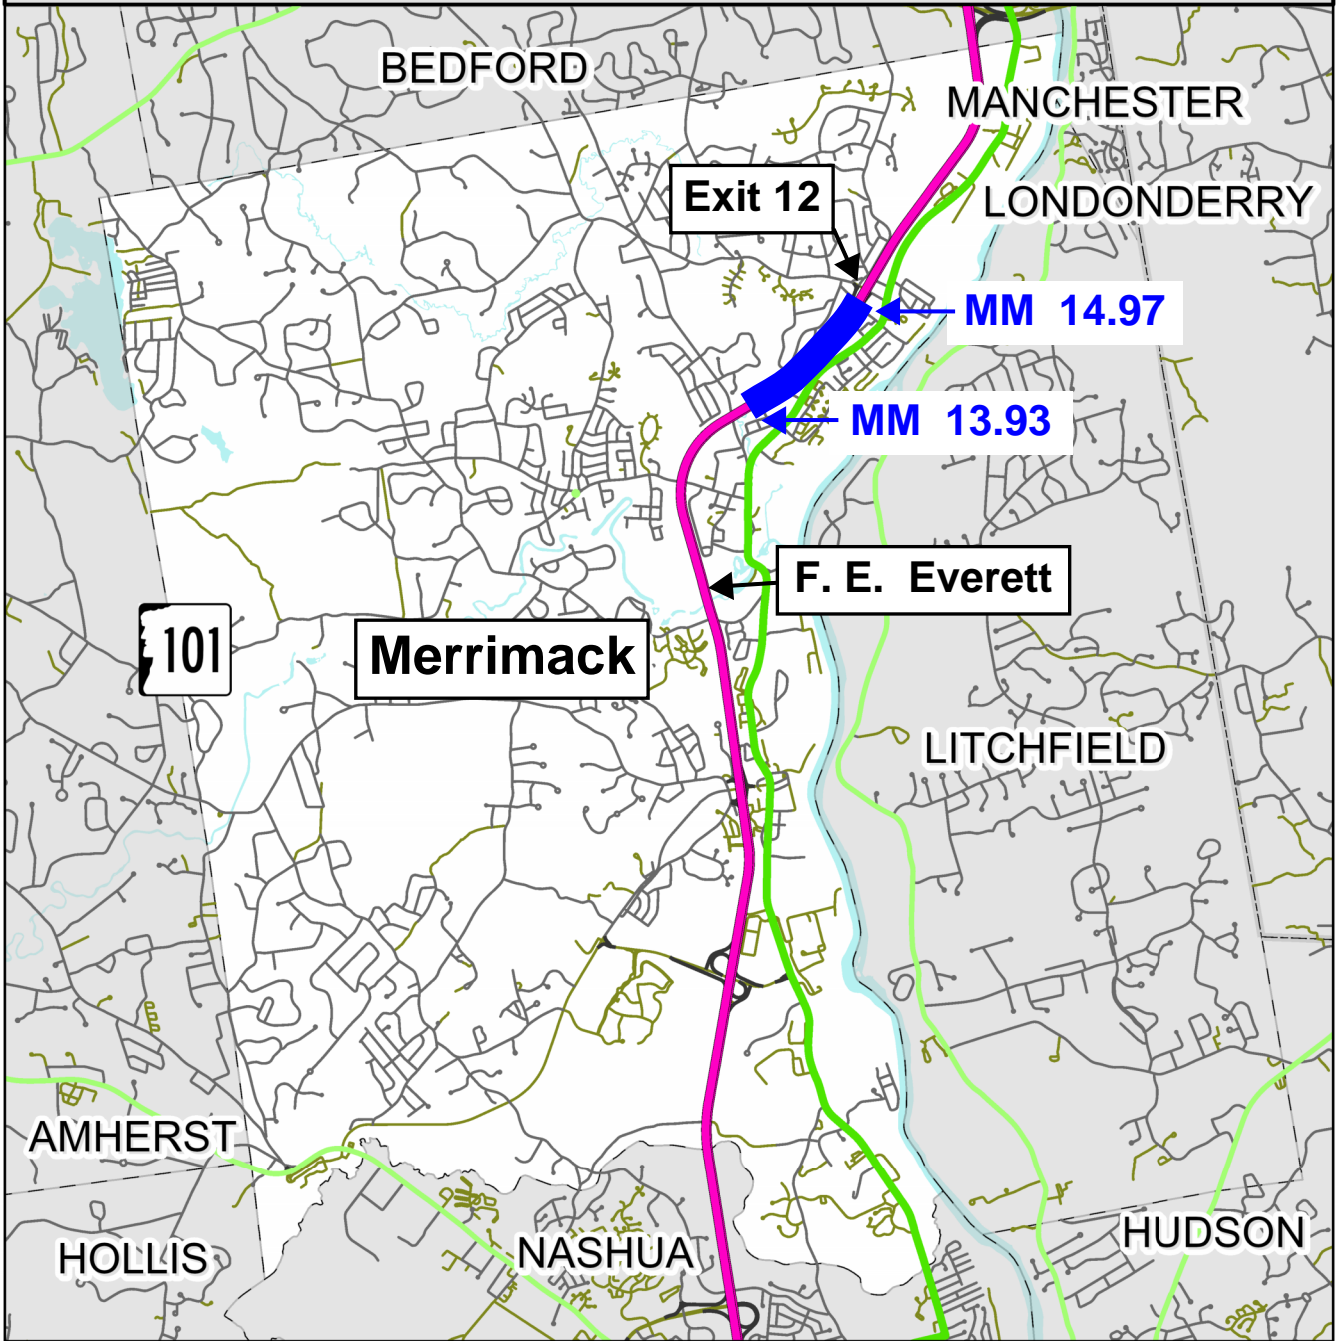 BEDFORD
MANCHESTER
Exit 12
LONDONDERRY
MM 14.97
MM 13.93
F. E. Everett
101
Merrimack
LITCHFIELD
AMHERST
HUDSON
NASHUA
HOLLIS